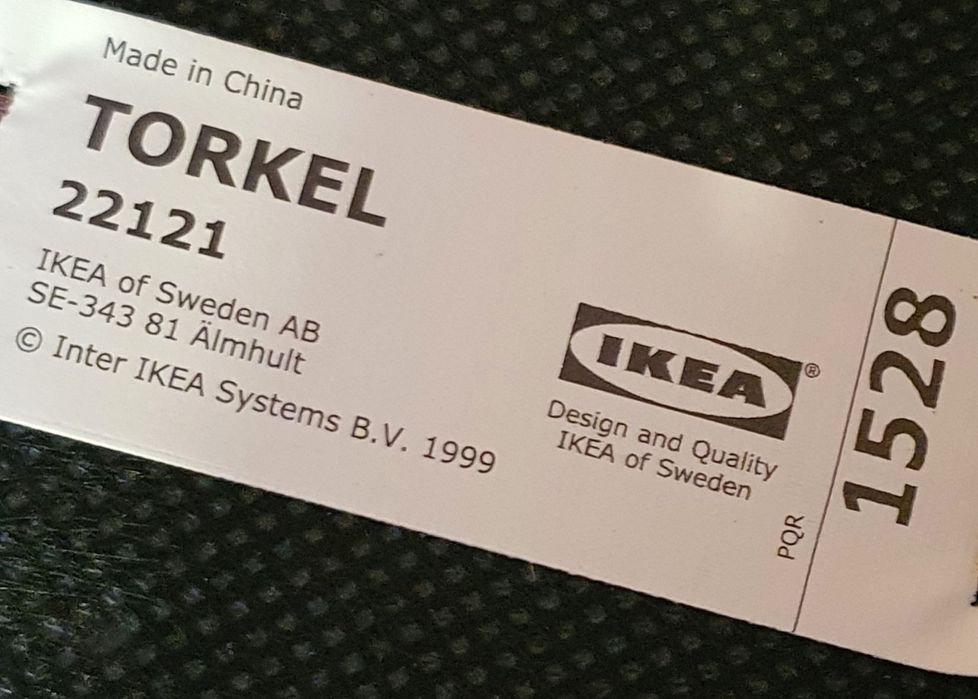 Made in China
TORKEL
22121
IKEA of Sweden AB
SE-343 81 Älmhult
© Inter IKEA Systems B.V. 1999
IKEA®
Design and Quality
IKEA of Sweden
PQR
1528